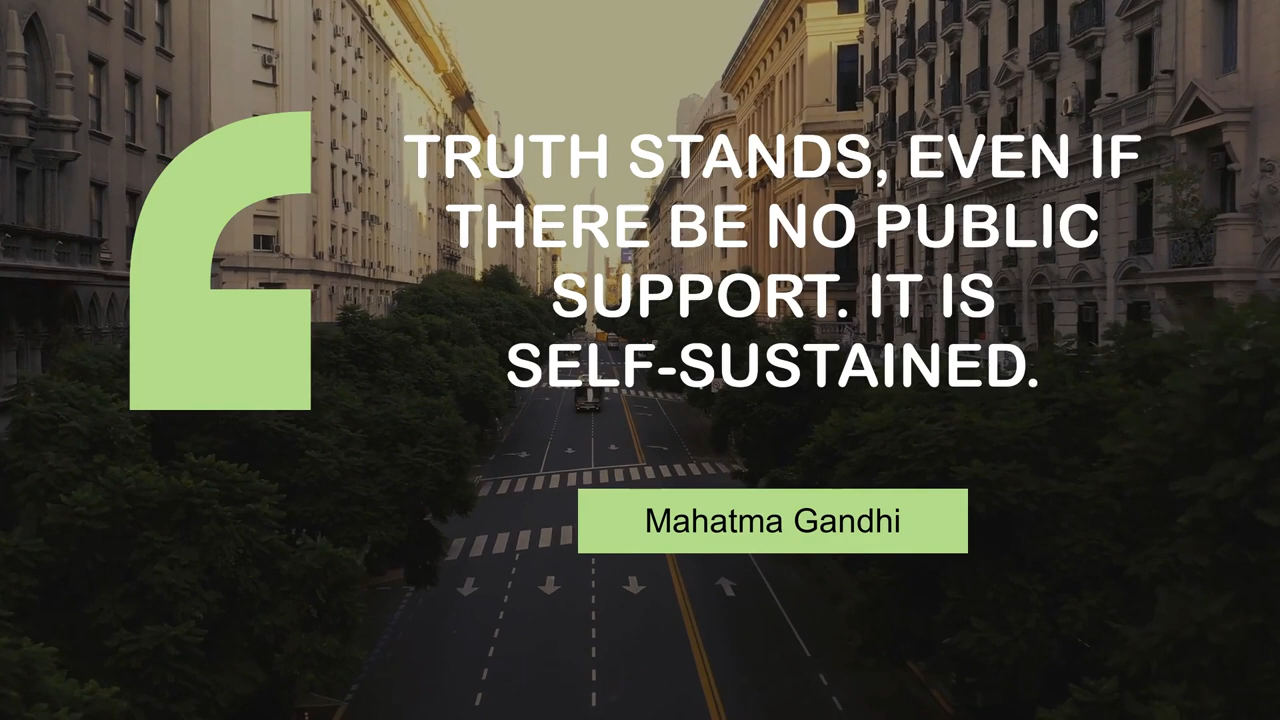 TRUTH STANDS, EVEN IF
THERE BE NO PUBLIC
SUPPORT. IT IS
SELF-SUSTAINED.
Mahatma Gandhi